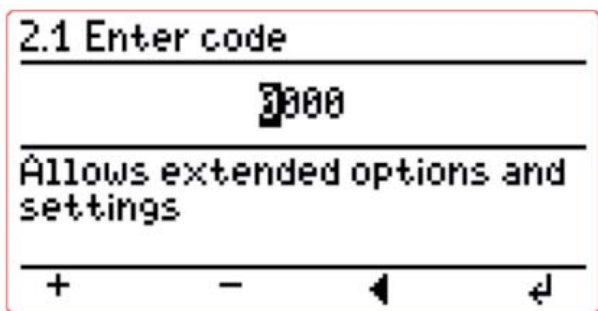 2.1 Enter code
0000
Allows extended options and
settings
+ − ◀ ↵